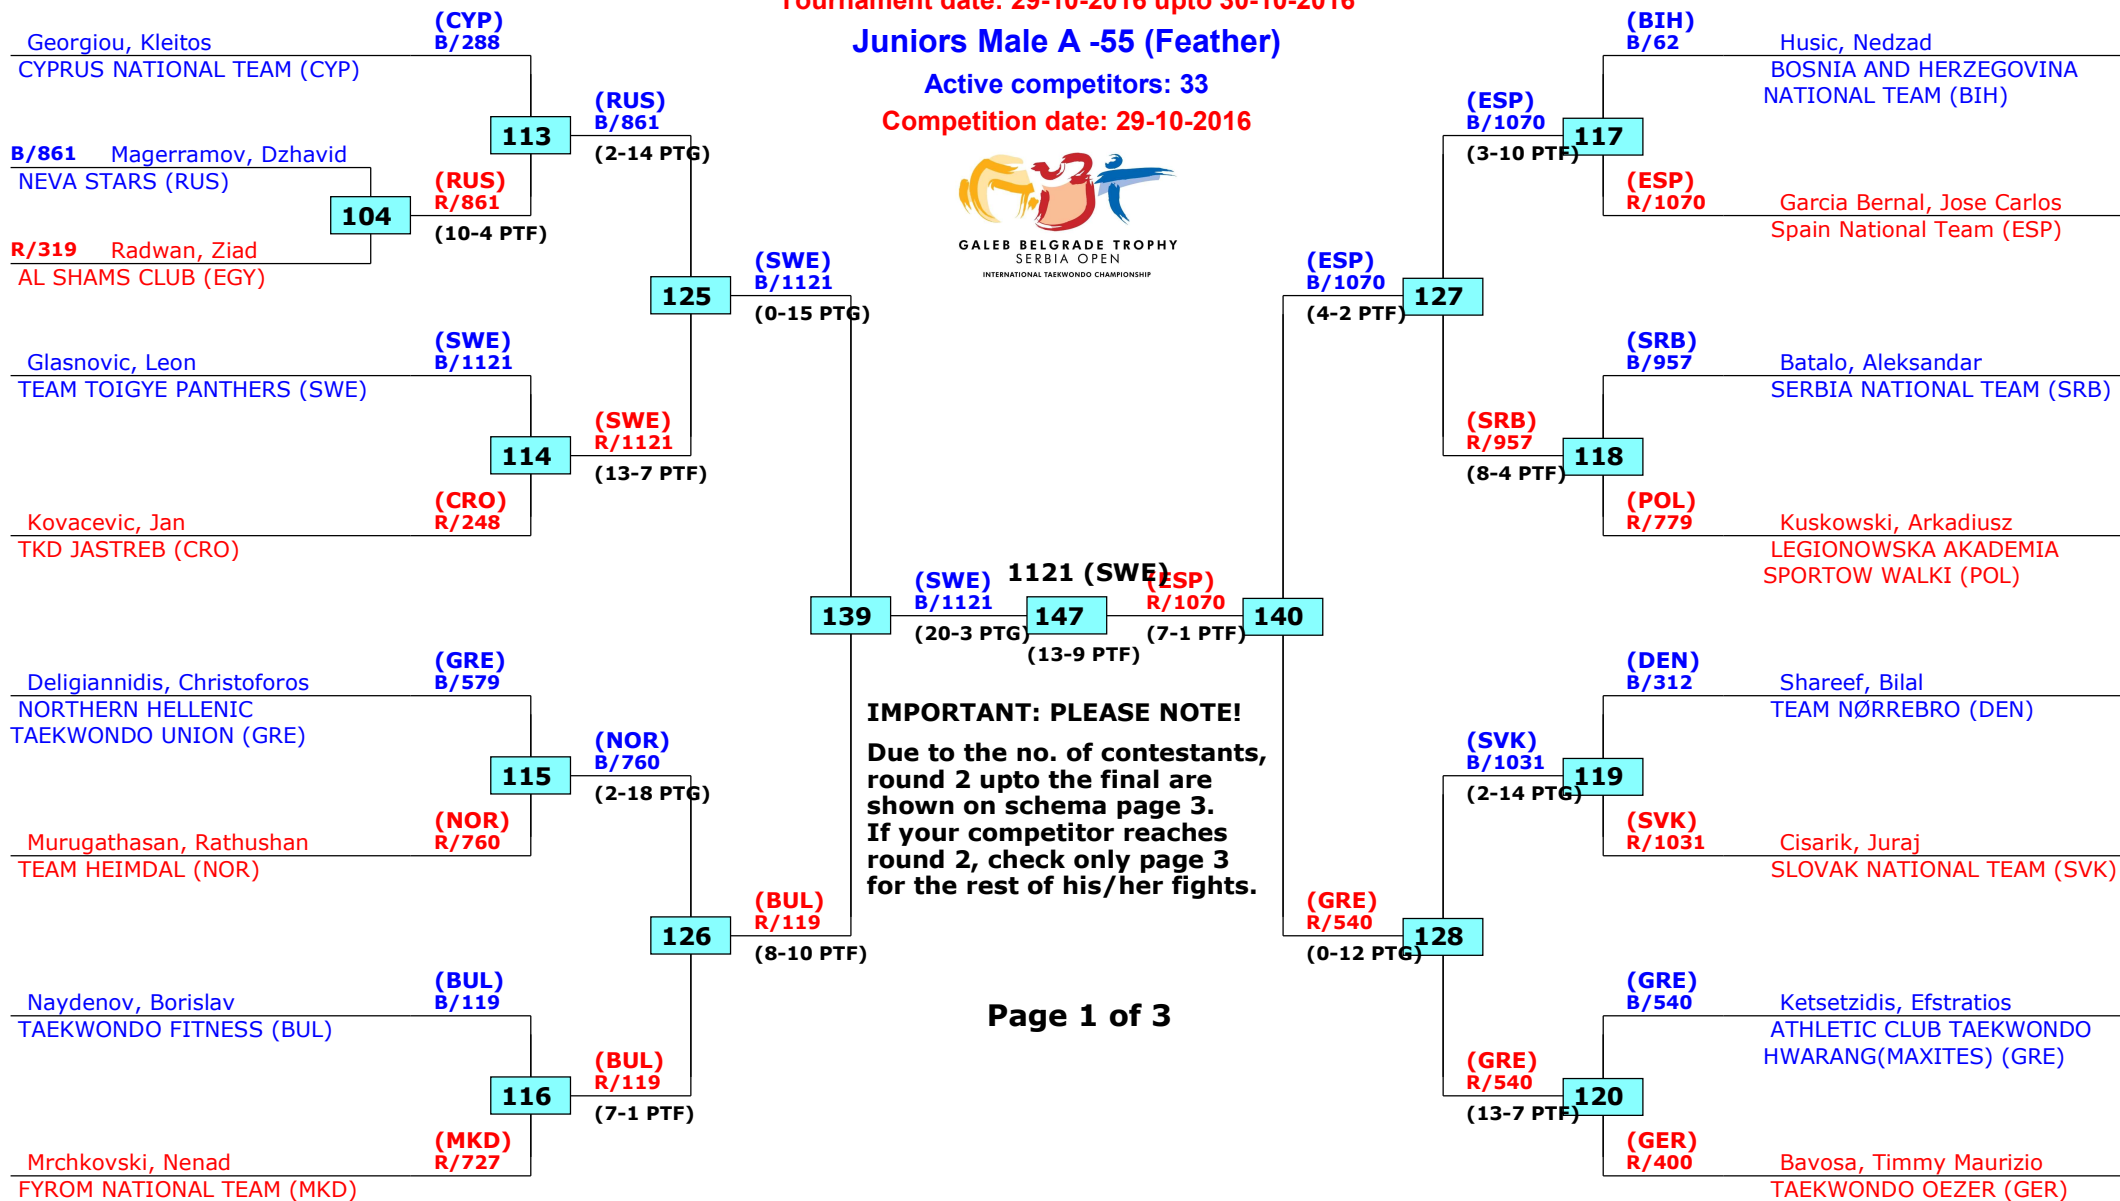 Tournament date: 29-10-2016 upto 30-10-2016
Juniors Male A -55 (Feather)
Active competitors: 33
Competition date: 29-10-2016
GALEB BELGRADE TROPHY
SERBIA OPEN
INTERNATIONAL TAEKWONDO CHAMPIONSHIP
(CYP)
Georgiou, Kleitos B/288
CYPRUS NATIONAL TEAM (CYP)
113
(RUS)
B/861
(2-14 PTG)
B/861 Magerramov, Dzhavid
NEVA STARS (RUS)
104
(RUS)
R/861
(10-4 PTF)
R/319 Radwan, Ziad
AL SHAMS CLUB (EGY)
125
(SWE)
B/1121
(0-15 PTG)
(SWE)
Glasnovic, Leon B/1121
TEAM TOIGYE PANTHERS (SWE)
114
(SWE)
R/1121
(13-7 PTF)
(CRO)
Kovacevic, Jan R/248
TKD JASTREB (CRO)
139
(SWE)
B/1121
(20-3 PTG)
1121 (SWE)
147
(13-9 PTF)
(ESP)
R/1070
(7-1 PTF)
140
(GRE)
Deligiannidis, Christoforos B/579
NORTHERN HELLENIC
TAEKWONDO UNION (GRE)
115
(NOR)
B/760
(2-18 PTG)
(NOR)
Murugathasan, Rathushan R/760
TEAM HEIMDAL (NOR)
126
(BUL)
R/119
(8-10 PTF)
(BUL)
Naydenov, Borislav B/119
TAEKWONDO FITNESS (BUL)
116
(BUL)
R/119
(7-1 PTF)
(MKD)
Mrchkovski, Nenad R/727
FYROM NATIONAL TEAM (MKD)
IMPORTANT: PLEASE NOTE!
Due to the no. of contestants,
round 2 upto the final are
shown on schema page 3.
If your competitor reaches
round 2, check only page 3
for the rest of his/her fights.
Page 1 of 3
(BIH)
B/62 Husic, Nedzad
BOSNIA AND HERZEGOVINA
NATIONAL TEAM (BIH)
(ESP)
B/1070
(3-10 PTF)
117
(ESP)
R/1070 Garcia Bernal, Jose Carlos
Spain National Team (ESP)
(ESP)
B/1070
(4-2 PTF)
127
(SRB)
B/957 Batalo, Aleksandar
SERBIA NATIONAL TEAM (SRB)
(SRB)
R/957
(8-4 PTF)
118
(POL)
R/779 Kuskowski, Arkadiusz
LEGIONOWSKA AKADEMIA
SPORTOW WALKI (POL)
(DEN)
B/312 Shareef, Bilal
TEAM NØRREBRO (DEN)
(SVK)
B/1031
(2-14 PTG)
119
(SVK)
R/1031 Cisarik, Juraj
SLOVAK NATIONAL TEAM (SVK)
(GRE)
R/540
(0-12 PTG)
128
(GRE)
B/540 Ketsetzidis, Efstratios
ATHLETIC CLUB TAEKWONDO
HWARANG(MAXITES) (GRE)
(GRE)
R/540
(13-7 PTF)
120
(GER)
R/400 Bavosa, Timmy Maurizio
TAEKWONDO OEZER (GER)